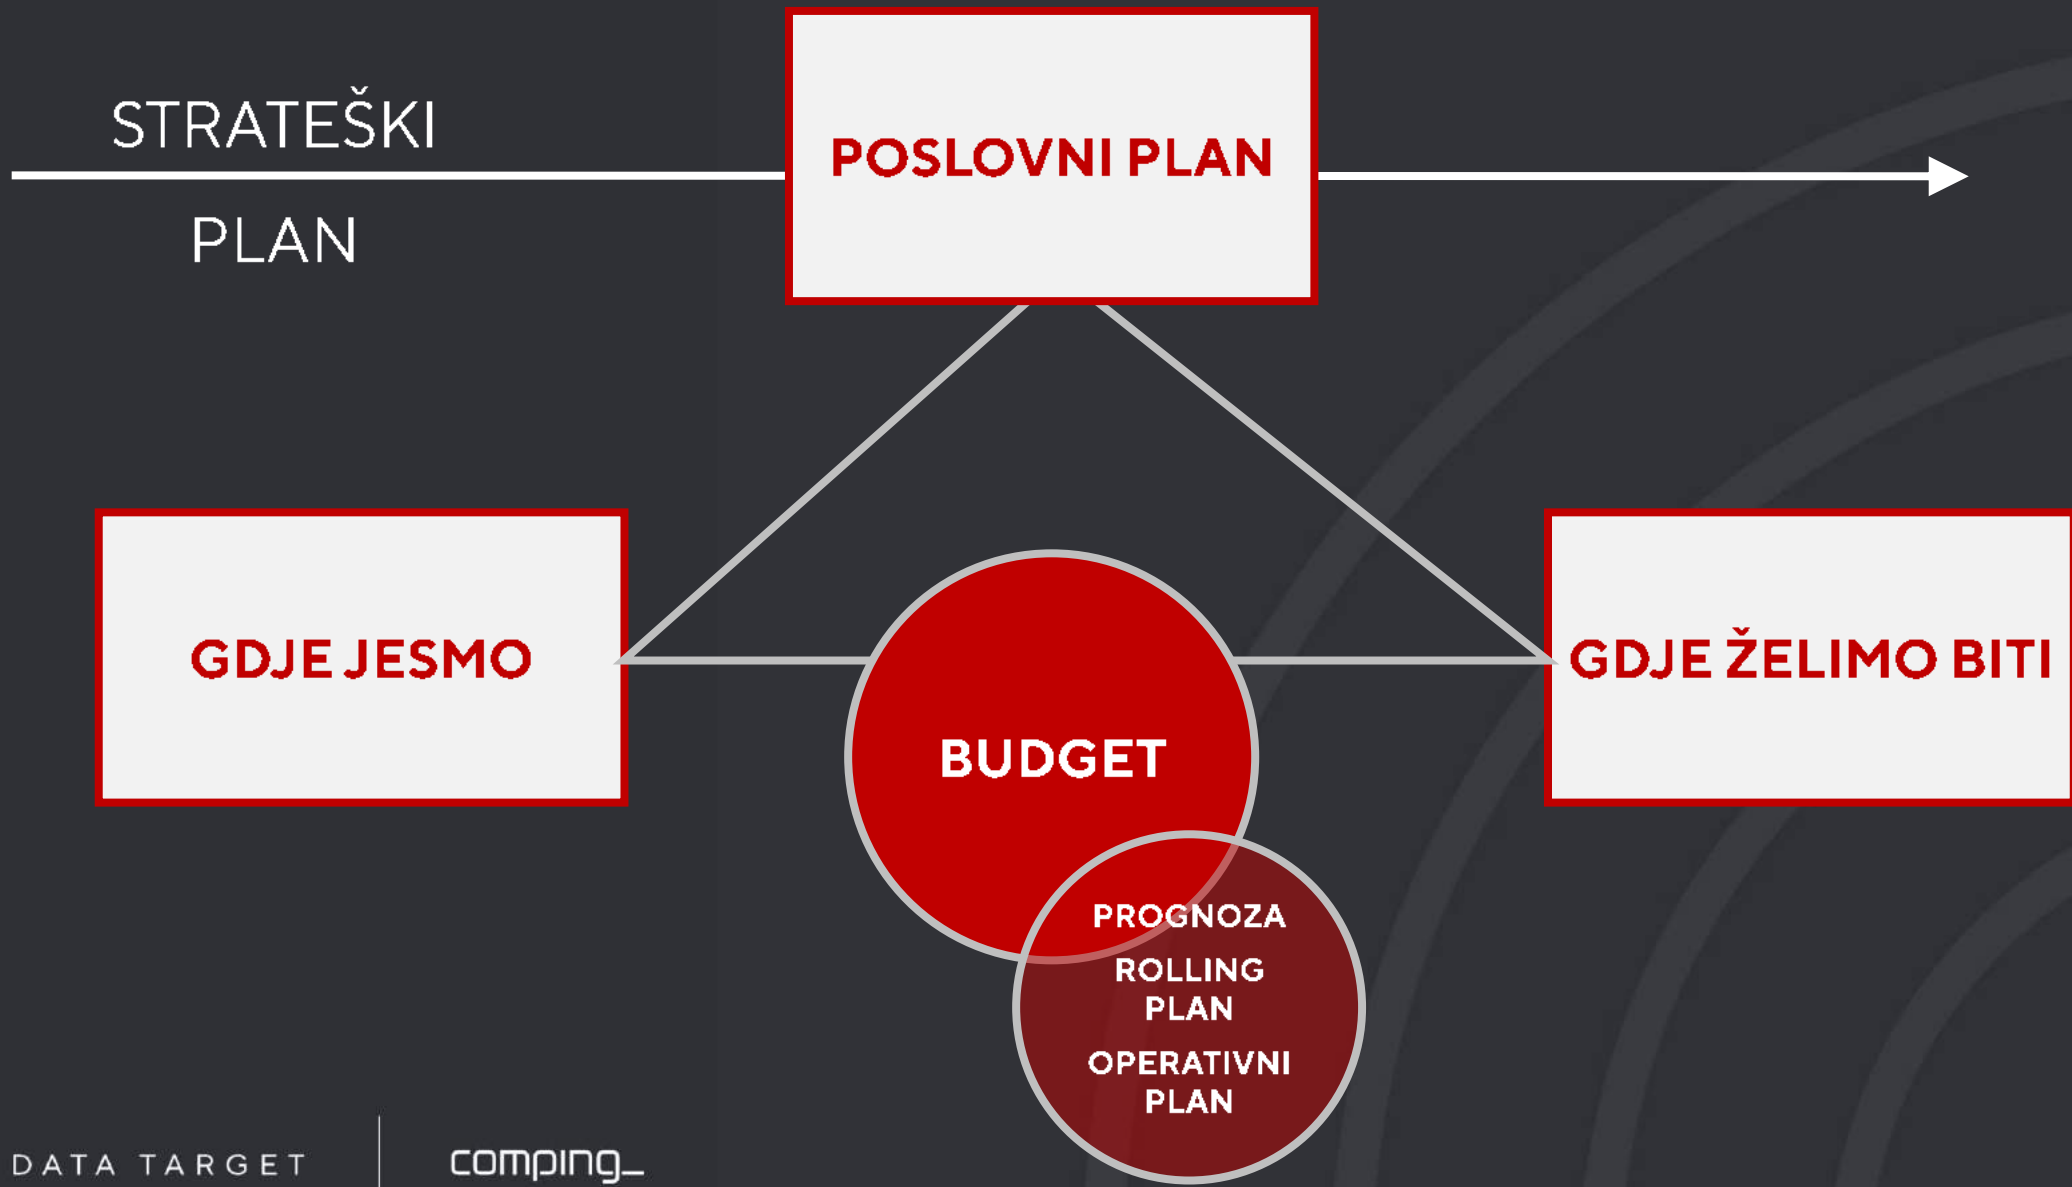 STRATEŠKI
PLAN
POSLOVNI PLAN
GDJE JESMO
GDJE ŽELIMO BITI
BUDGET
PROGNOZA
ROLLING
PLAN
OPERATIVNI
PLAN
DATA TARGET
comping_